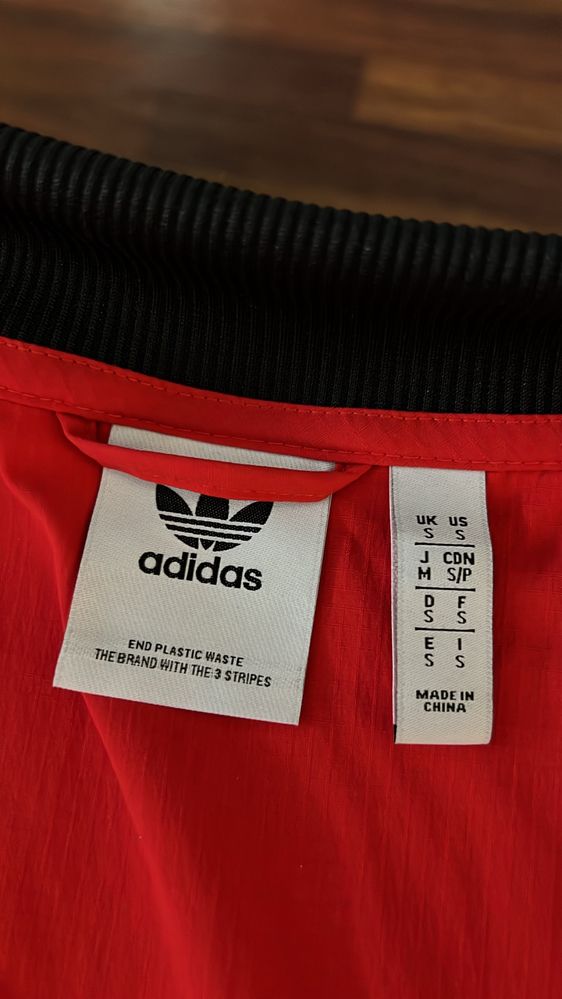 adidas
END PLASTIC WASTE
THE BRAND WITH THE 3 STRIPES
UK US
S S
J CDN
M S/P
D F
S S
E I
S S
MADE IN
CHINA